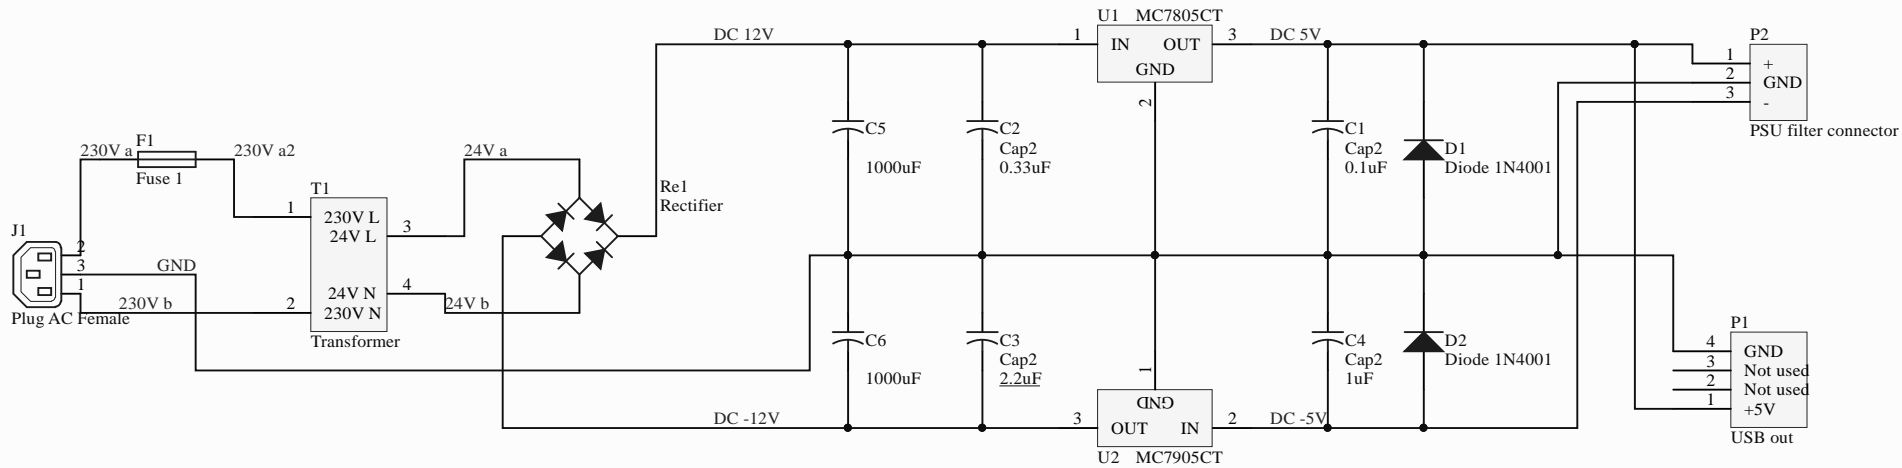 U1 MC7805CT
1 IN OUT 3
GND
2
DC 12V
DC 5V
P2
1 +
2 GND
3 -
PSU filter connector
C5
1000uF
C2
Cap2
0.33uF
C1
Cap2
0.1uF
D1
Diode 1N4001
F1
230V a
230V a2
Fuse 1
24V a
Re1
Rectifier
T1
1 230V L
24V L 3
24V N 4
2 230V N
Transformer
J1
2
3
1
Plug AC Female
GND
230V b
24V b
C6
1000uF
C3
Cap2
2.2uF
C4
Cap2
1uF
D2
Diode 1N4001
P1
4 GND
3 Not used
2 Not used
1 +5V
USB out
DC -12V
1
GND
3 OUT IN 2
DC -5V
U2 MC7905CT